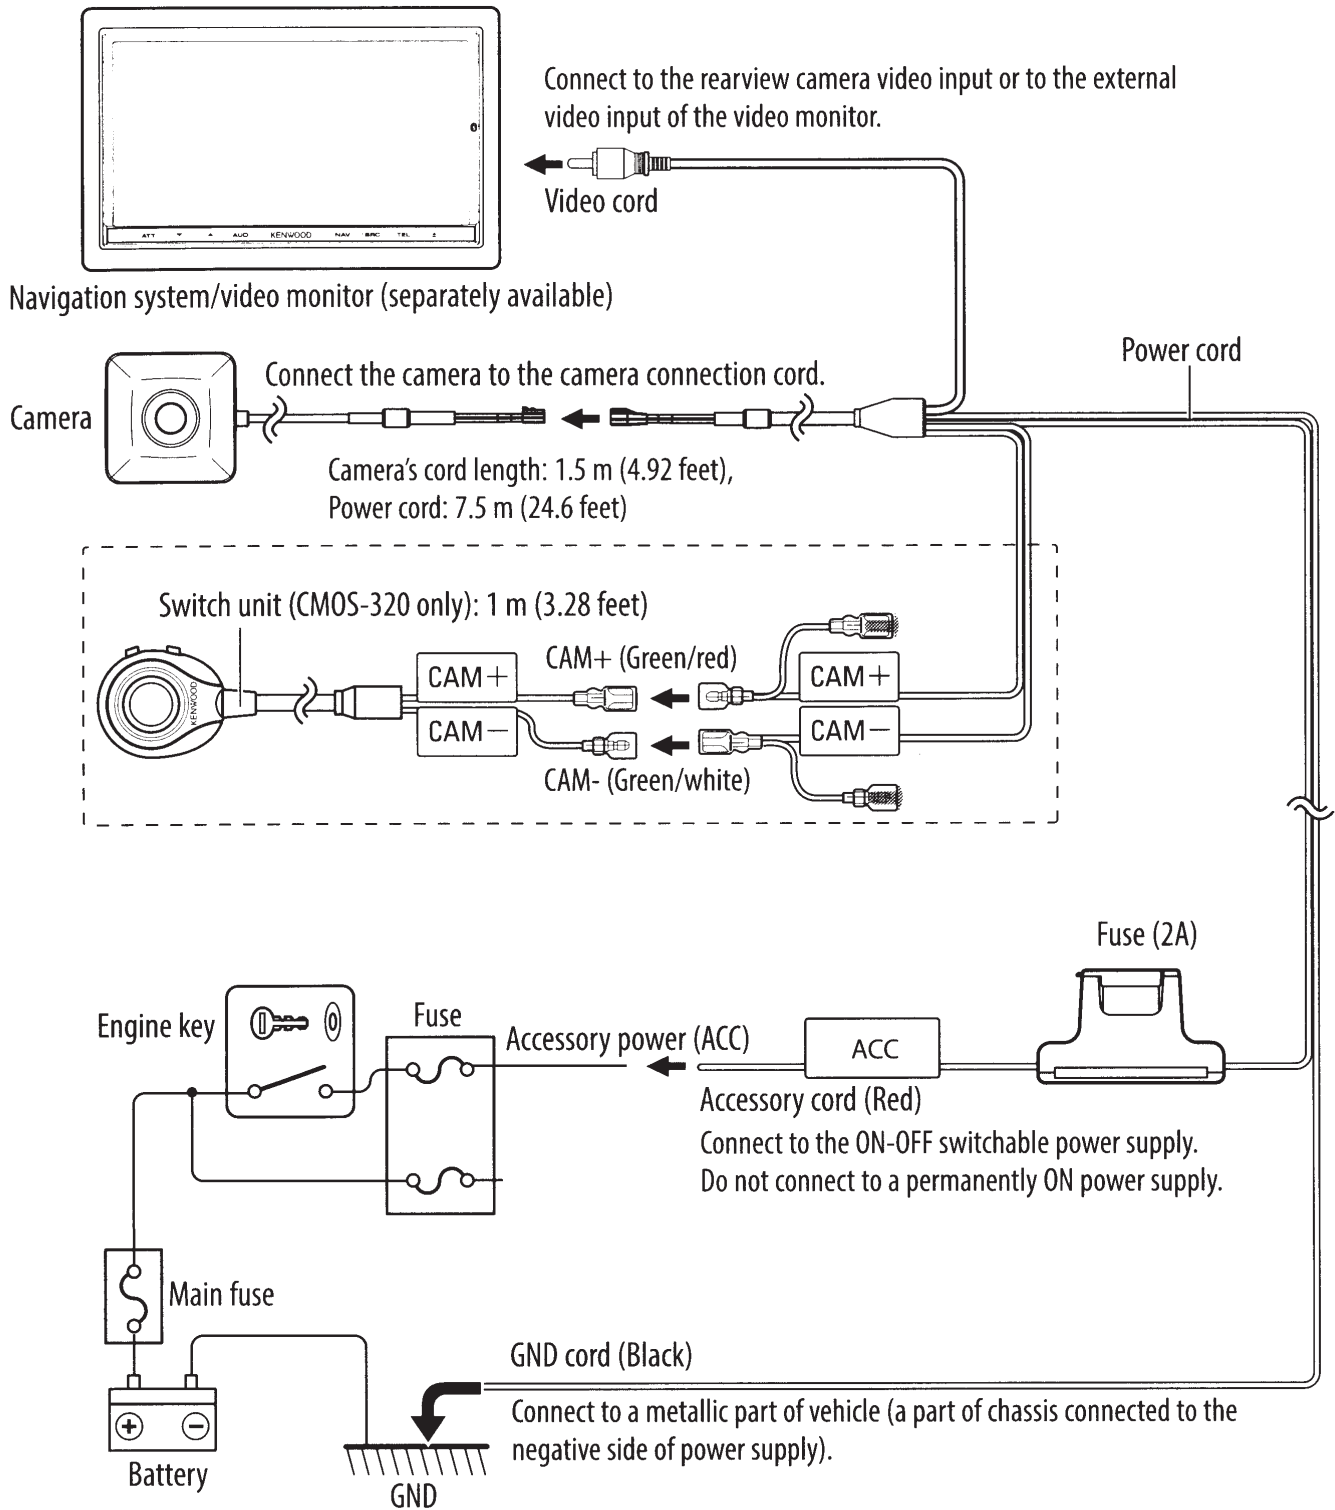 Connect to the rearview camera video input or to the external
video input of the video monitor.
Video cord
ATT
AUD
KENWOOD
NAV
SRC
TEL
Navigation system/video monitor (separately available)
Power cord
Connect the camera to the camera connection cord.
Camera
Camera's cord length: 1.5 m (4.92 feet),
Power cord: 7.5 m (24.6 feet)
Switch unit (CMOS-320 only): 1 m (3.28 feet)
KENWOOD
CAM+
CAM+ (Green/red)
CAM+
CAM−
CAM−
CAM- (Green/white)
Fuse (2A)
Engine key
Fuse
Accessory power (ACC)
ACC
Accessory cord (Red)
Connect to the ON-OFF switchable power supply.
Do not connect to a permanently ON power supply.
Main fuse
GND cord (Black)
Connect to a metallic part of vehicle (a part of chassis connected to the
negative side of power supply).
+ −
Battery
GND